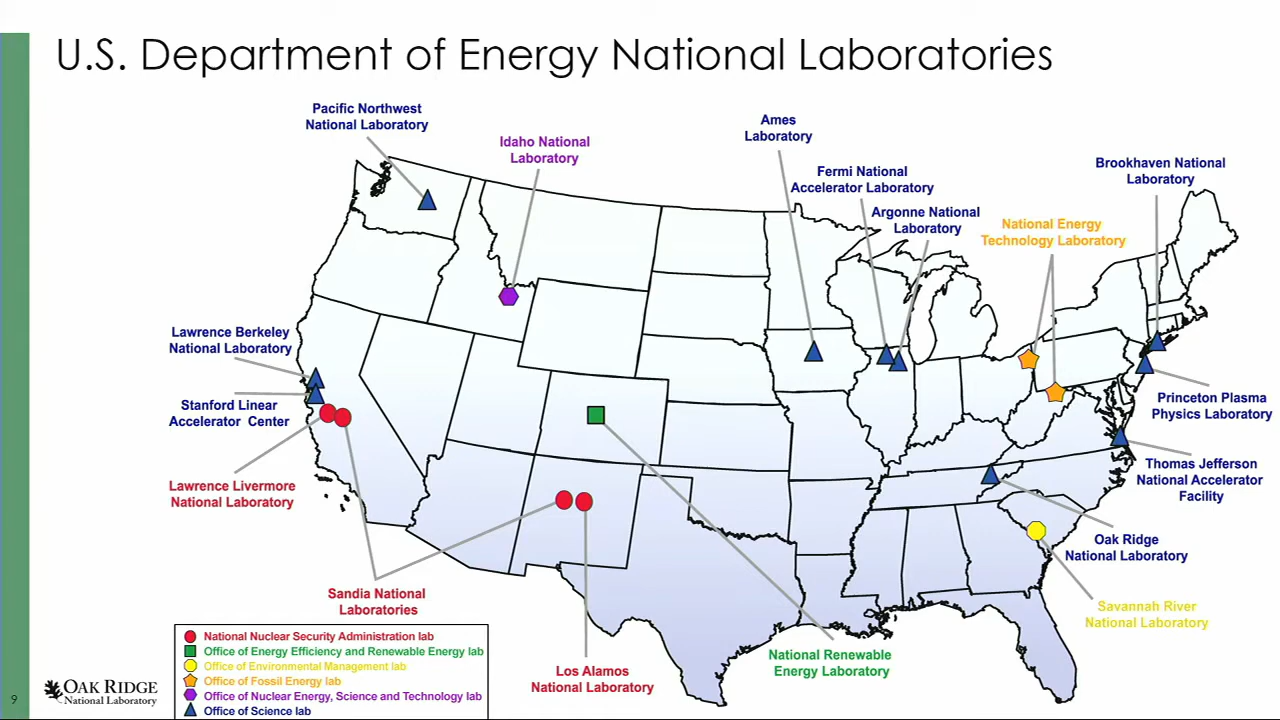 U.S. Department of Energy National Laboratories
Pacific Northwest
National Laboratory
Idaho National
Laboratory
Ames
Laboratory
Fermi National
Accelerator Laboratory
Argonne National
Laboratory
National Energy
Technology Laboratory
Brookhaven National
Laboratory
Lawrence Berkeley
National Laboratory
Stanford Linear
Accelerator Center
Lawrence Livermore
National Laboratory
Princeton Plasma
Physics Laboratory
Thomas Jefferson
National Accelerator
Facility
Oak Ridge
National Laboratory
Savannah River
National Laboratory
Sandia National
Laboratories
Los Alamos
National Laboratory
National Renewable
Energy Laboratory
National Nuclear Security Administration lab
Office of Energy Efficiency and Renewable Energy lab
Office of Environmental Management lab
Office of Fossil Energy lab
Office of Nuclear Energy, Science and Technology lab
Office of Science lab
9
OAK RIDGE
National Laboratory